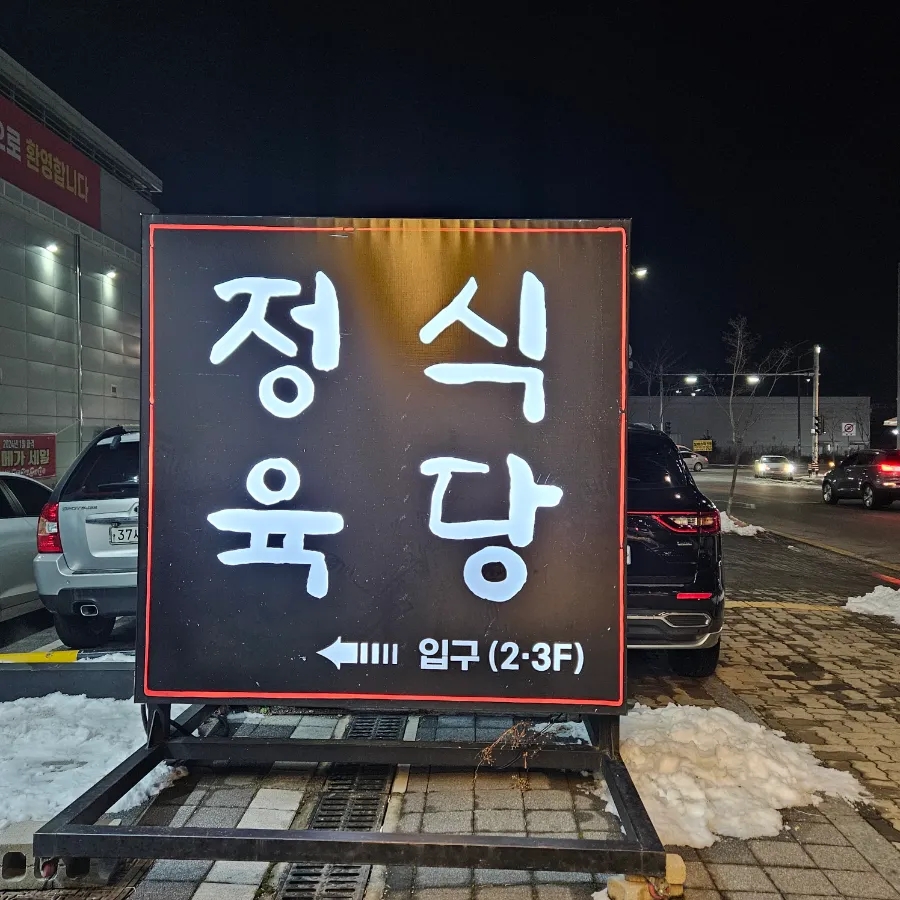 으로 환영합니다
정 식
육 당
입구 (2·3F)
메가 세일
37